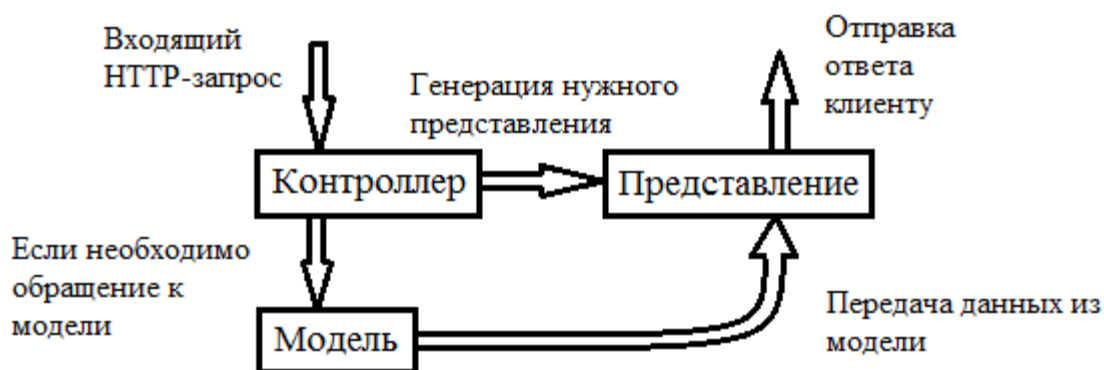 Входящий
HTTP-запрос
Генерация нужного
представления
Отправка
ответа
клиенту
Контроллер
Представление
Если необходимо
обращение к
модели
Модель
Передача данных из
модели